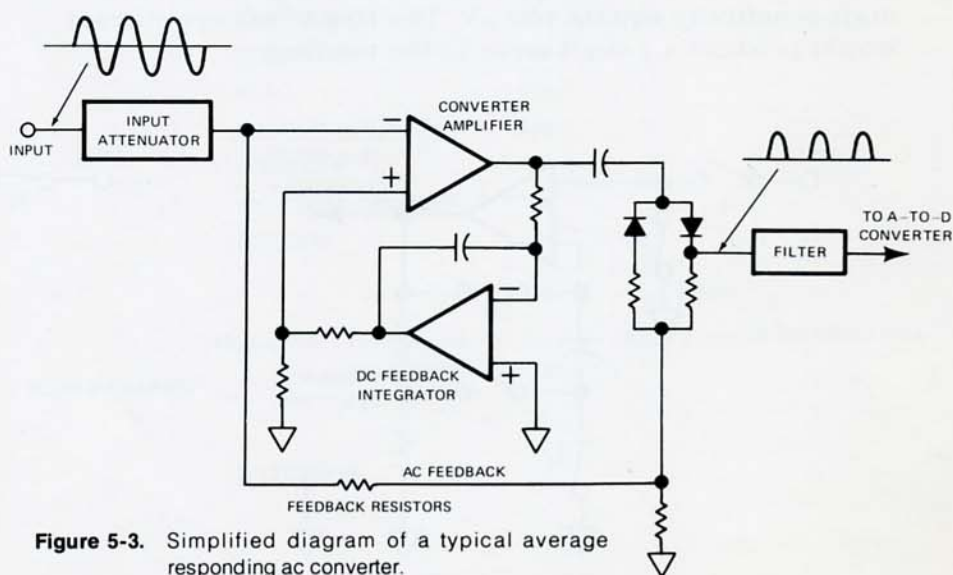 INPUT
ATTENUATOR
INPUT
CONVERTER
AMPLIFIER
−
+
TO A–TO–D
CONVERTER
FILTER
−
+
DC FEEDBACK
INTEGRATOR
AC FEEDBACK
FEEDBACK RESISTORS
Figure 5-3. Simplified diagram of a typical average
responding ac converter.